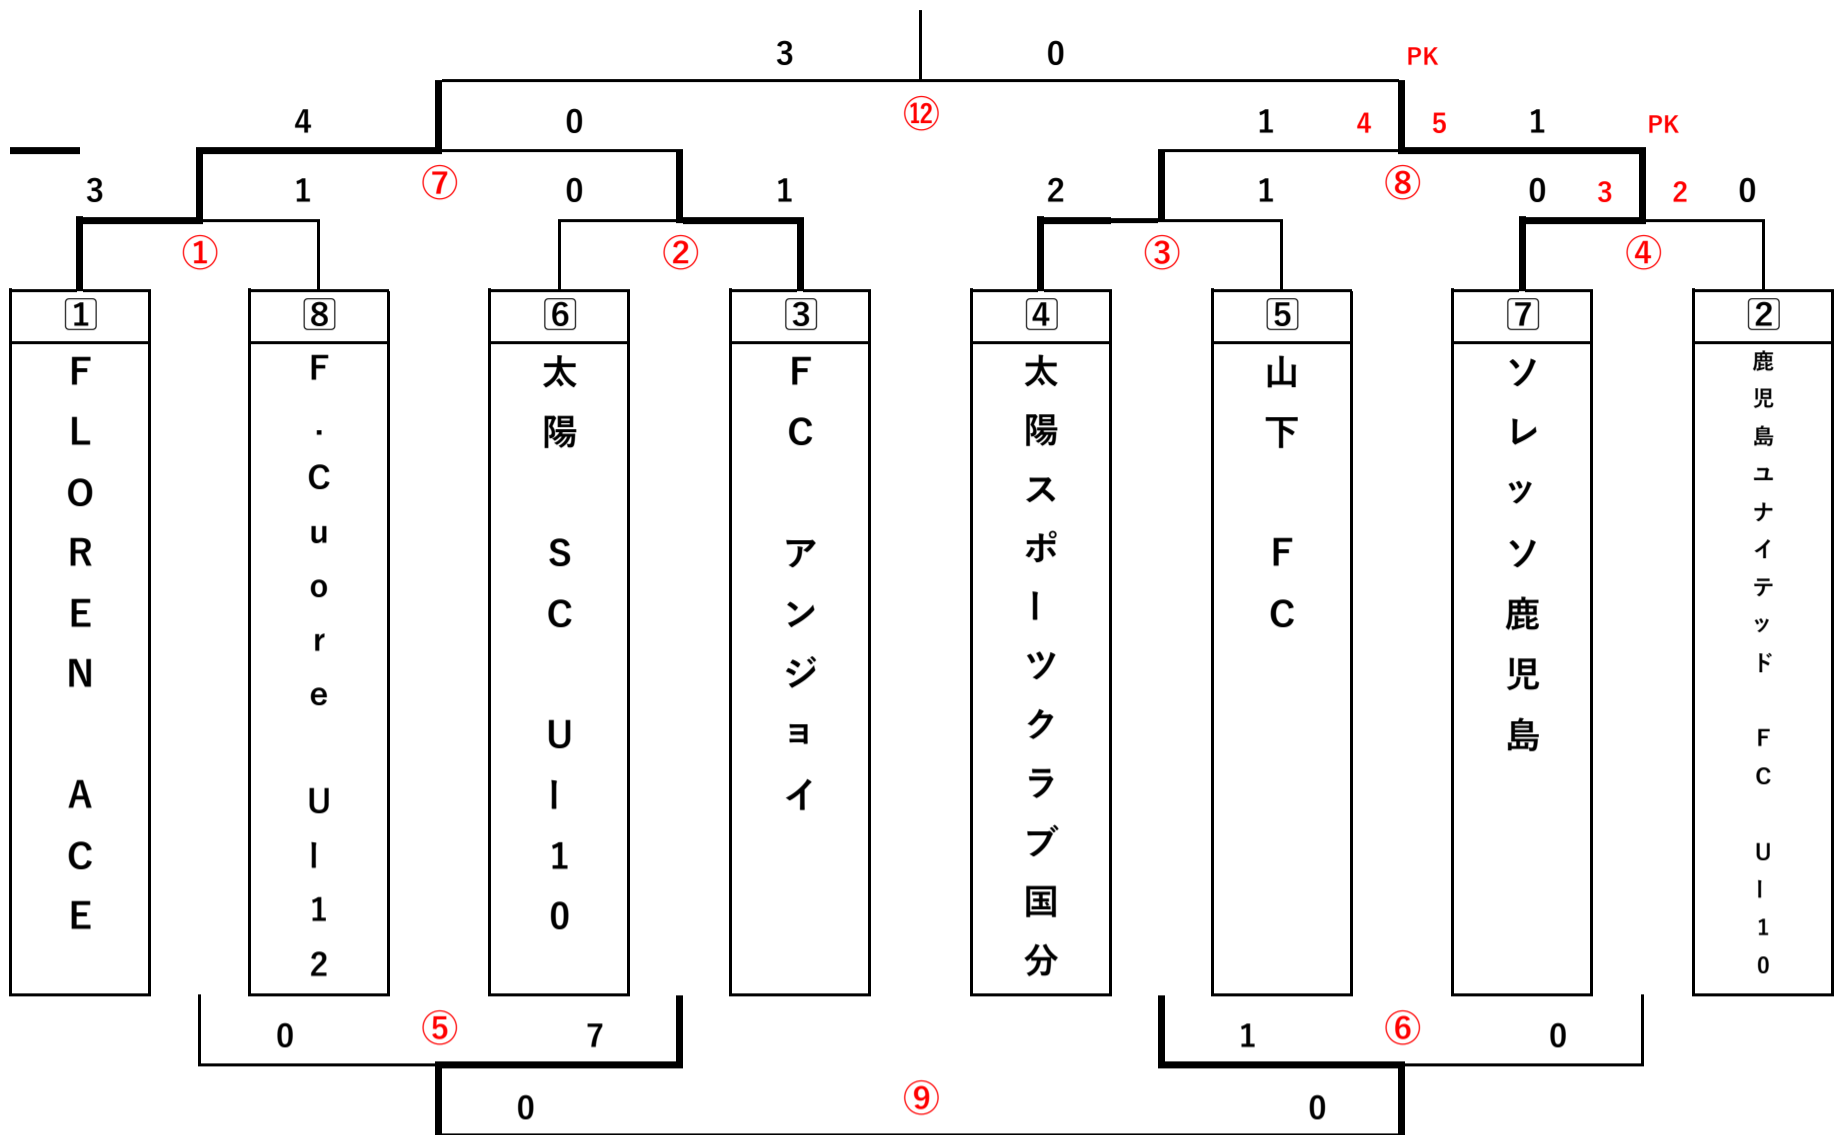 3 0 PK
⑫
4 0 1 4 5 1 PK
⑦ ⑧
3 1 0 1 2 1 0 3 2 0
① ② ③ ④
1 8 6 3 4 5 7 2
FLOREN ACE
F.Cuore U-12
太陽 SC U-10
FC アンジョイ
太陽スポーツクラブ国分
山下 FC
ソレッソ鹿児島
鹿児島ユナイテッド FC U-10
0 ⑤ 7 1 ⑥ 0
0 ⑨ 0